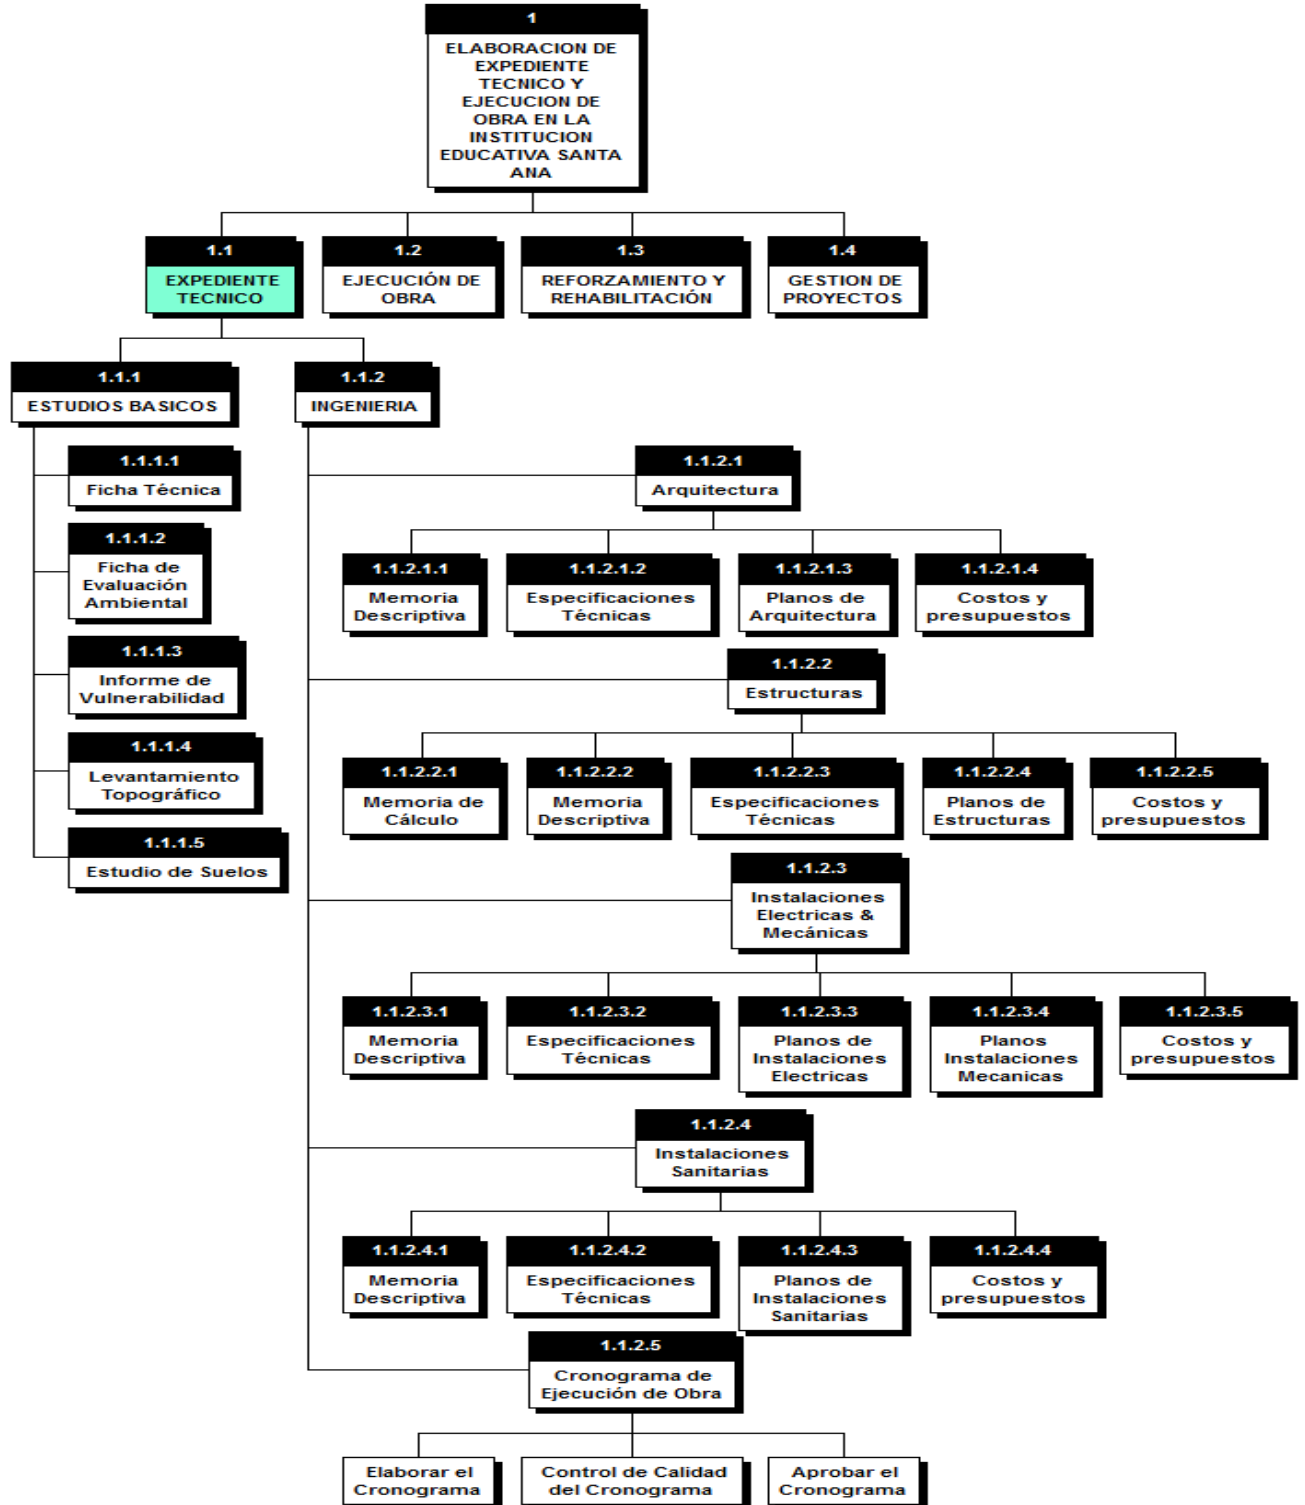 1
ELABORACION DE
EXPEDIENTE
TECNICO Y
EJECUCION DE
OBRA EN LA
INSTITUCION
EDUCATIVA SANTA
ANA
1.1
EXPEDIENTE
TECNICO
1.2
EJECUCIÓN DE
OBRA
1.3
REFORZAMIENTO Y
REHABILITACIÓN
1.4
GESTION DE
PROYECTOS
1.1.1
ESTUDIOS BASICOS
1.1.2
INGENIERIA
1.1.1.1
Ficha Técnica
1.1.1.2
Ficha de
Evaluación
Ambiental
1.1.1.3
Informe de
Vulnerabilidad
1.1.1.4
Levantamiento
Topográfico
1.1.1.5
Estudio de Suelos
1.1.2.1
Arquitectura
1.1.2.1.1
Memoria
Descriptiva
1.1.2.1.2
Especificaciones
Técnicas
1.1.2.1.3
Planos de
Arquitectura
1.1.2.1.4
Costos y
presupuestos
1.1.2.2
Estructuras
1.1.2.2.1
Memoria de
Cálculo
1.1.2.2.2
Memoria
Descriptiva
1.1.2.2.3
Especificaciones
Técnicas
1.1.2.2.4
Planos de
Estructuras
1.1.2.2.5
Costos y
presupuestos
1.1.2.3
Instalaciones
Electricas &
Mecánicas
1.1.2.3.1
Memoria
Descriptiva
1.1.2.3.2
Especificaciones
Técnicas
1.1.2.3.3
Planos de
Instalaciones
Electricas
1.1.2.3.4
Planos
Instalaciones
Mecanicas
1.1.2.3.5
Costos y
presupuestos
1.1.2.4
Instalaciones
Sanitarias
1.1.2.4.1
Memoria
Descriptiva
1.1.2.4.2
Especificaciones
Técnicas
1.1.2.4.3
Planos de
Instalaciones
Sanitarias
1.1.2.4.4
Costos y
presupuestos
1.1.2.5
Cronograma de
Ejecución de Obra
Elaborar el
Cronograma
Control de Calidad
del Cronograma
Aprobar el
Cronograma